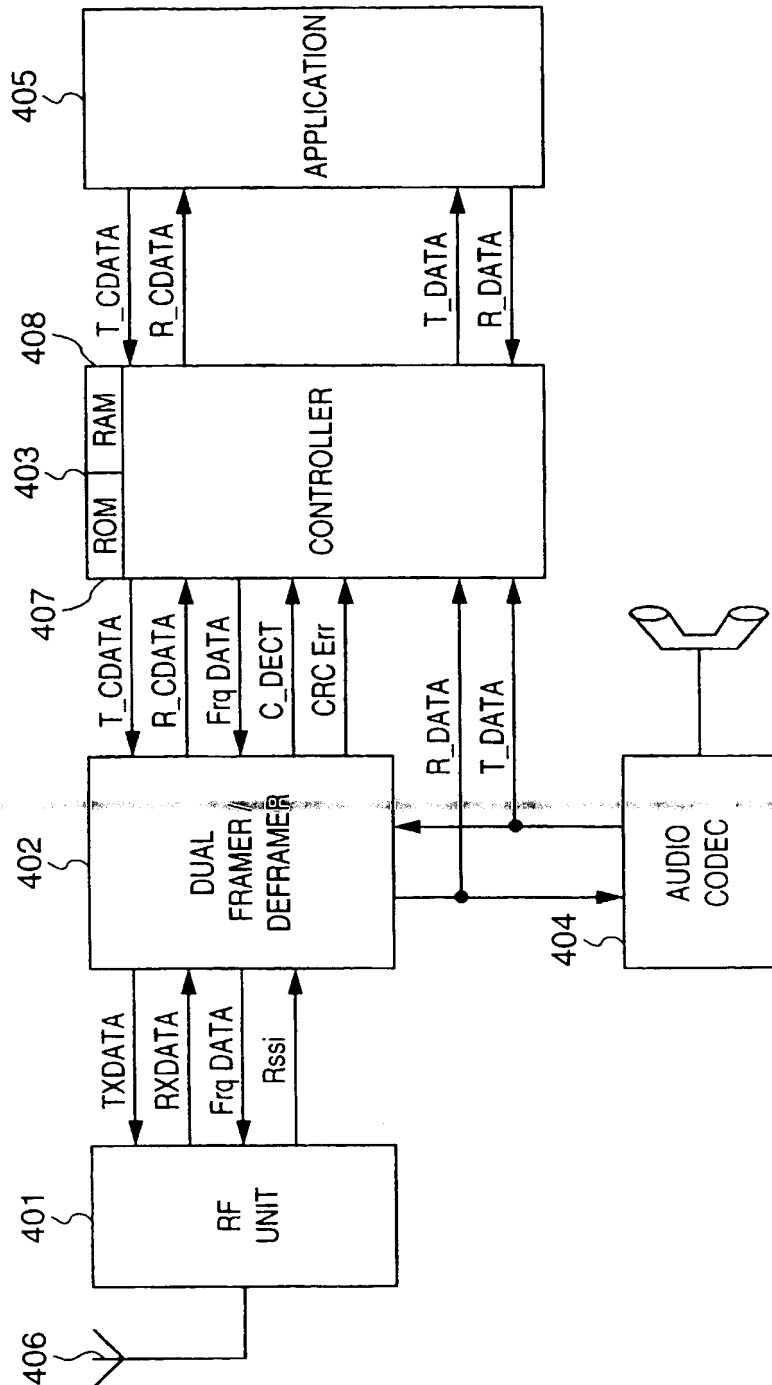 406
401
RF
UNIT
TXDATA
RXDATA
Frq DATA
Rssi
402
DUAL
FRAMER /
DEFRAMER
T_CDATA
R_CDATA
Frq DATA
C_DECT
CRC Err
R_DATA
T_DATA
404
AUDIO
CODEC
407
403
408
ROM
RAM
CONTROLLER
T_CDATA
R_CDATA
T_DATA
R_DATA
405
APPLICATION